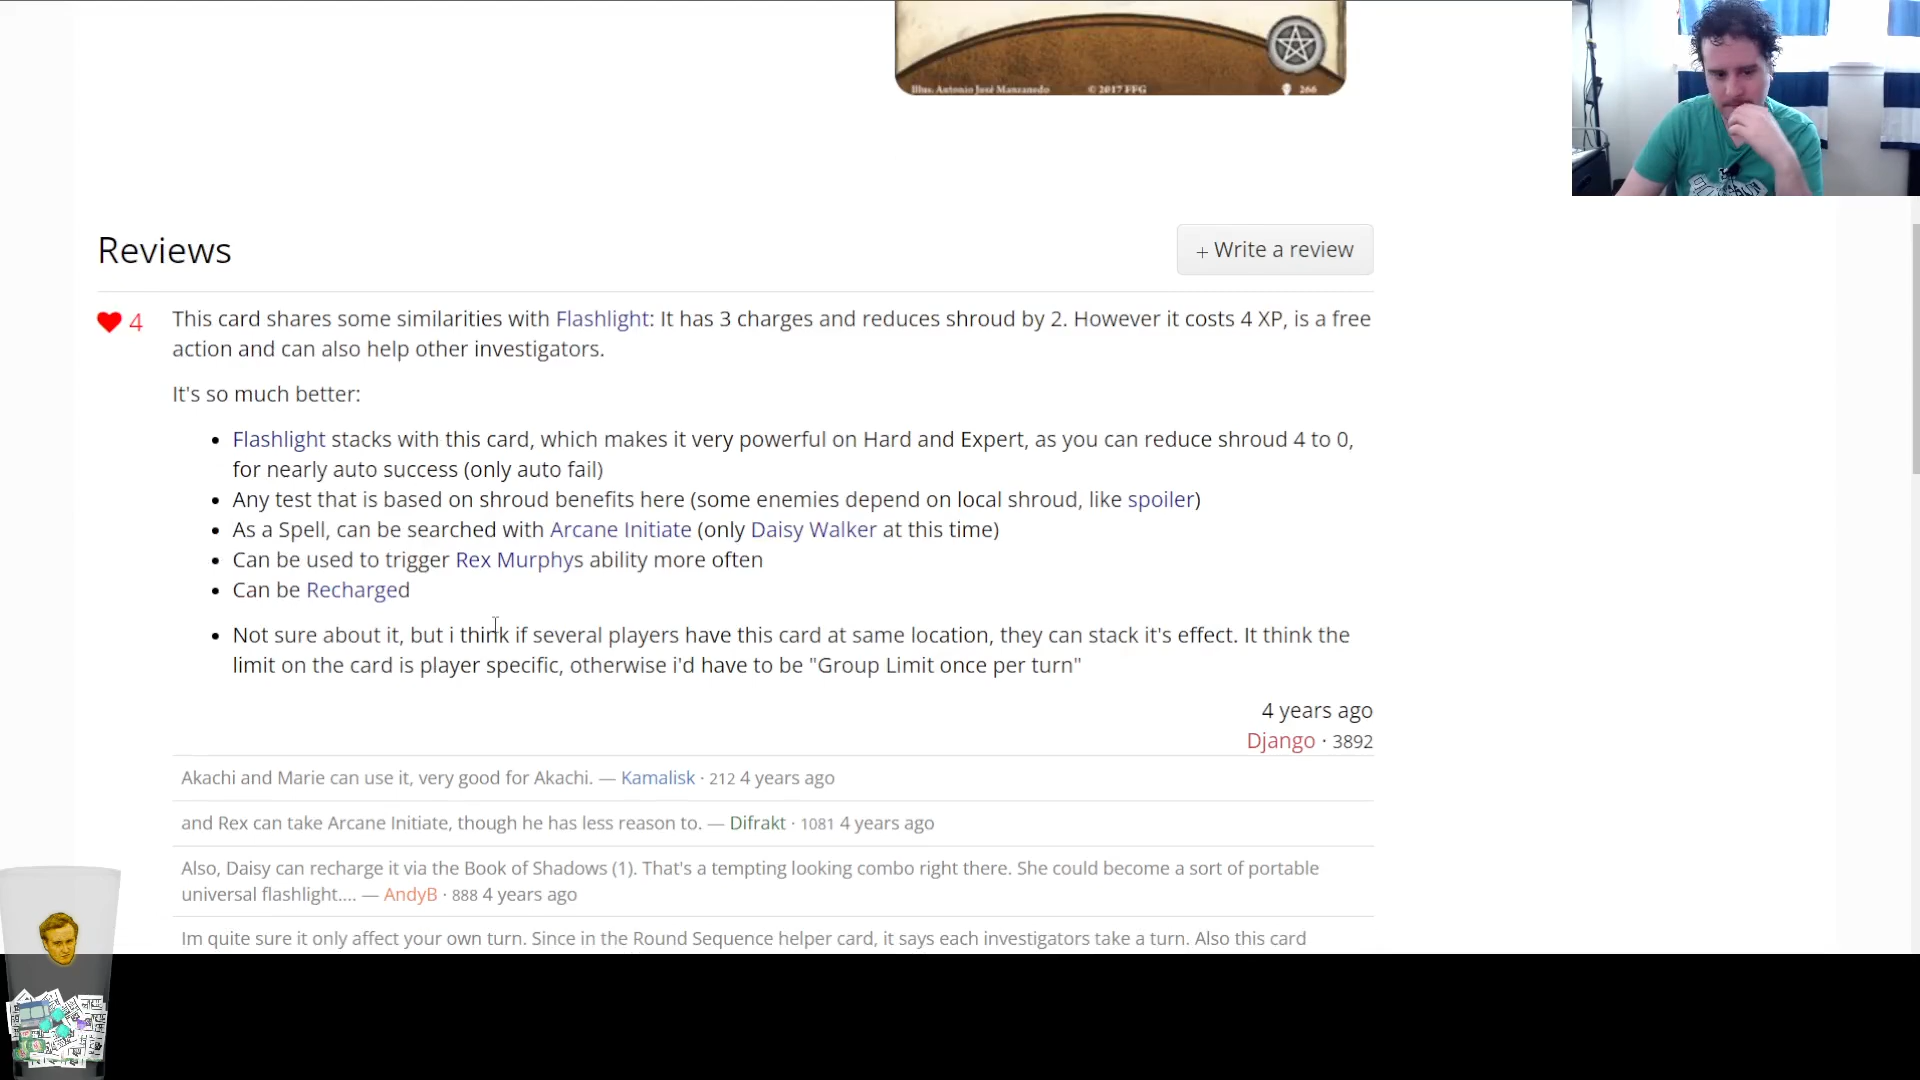 Illus. Antonio José Manzanedo © 2017 FFG 266
Reviews
+ Write a review
4
This card shares some similarities with Flashlight: It has 3 charges and reduces shroud by 2. However it costs 4 XP, is a free
action and can also help other investigators.
It's so much better:
• Flashlight stacks with this card, which makes it very powerful on Hard and Expert, as you can reduce shroud 4 to 0,
for nearly auto success (only auto fail)
• Any test that is based on shroud benefits here (some enemies depend on local shroud, like spoiler)
• As a Spell, can be searched with Arcane Initiate (only Daisy Walker at this time)
• Can be used to trigger Rex Murphys ability more often
• Can be Recharged
• Not sure about it, but i think if several players have this card at same location, they can stack it's effect. It think the
limit on the card is player specific, otherwise i'd have to be "Group Limit once per turn"
4 years ago
Django · 3892
Akachi and Marie can use it, very good for Akachi. — Kamalisk · 212 4 years ago
and Rex can take Arcane Initiate, though he has less reason to. — Difrakt · 1081 4 years ago
Also, Daisy can recharge it via the Book of Shadows (1). That's a tempting looking combo right there. She could become a sort of portable
universal flashlight.... — AndyB · 888 4 years ago
Im quite sure it only affect your own turn. Since in the Round Sequence helper card, it says each investigators take a turn. Also this card